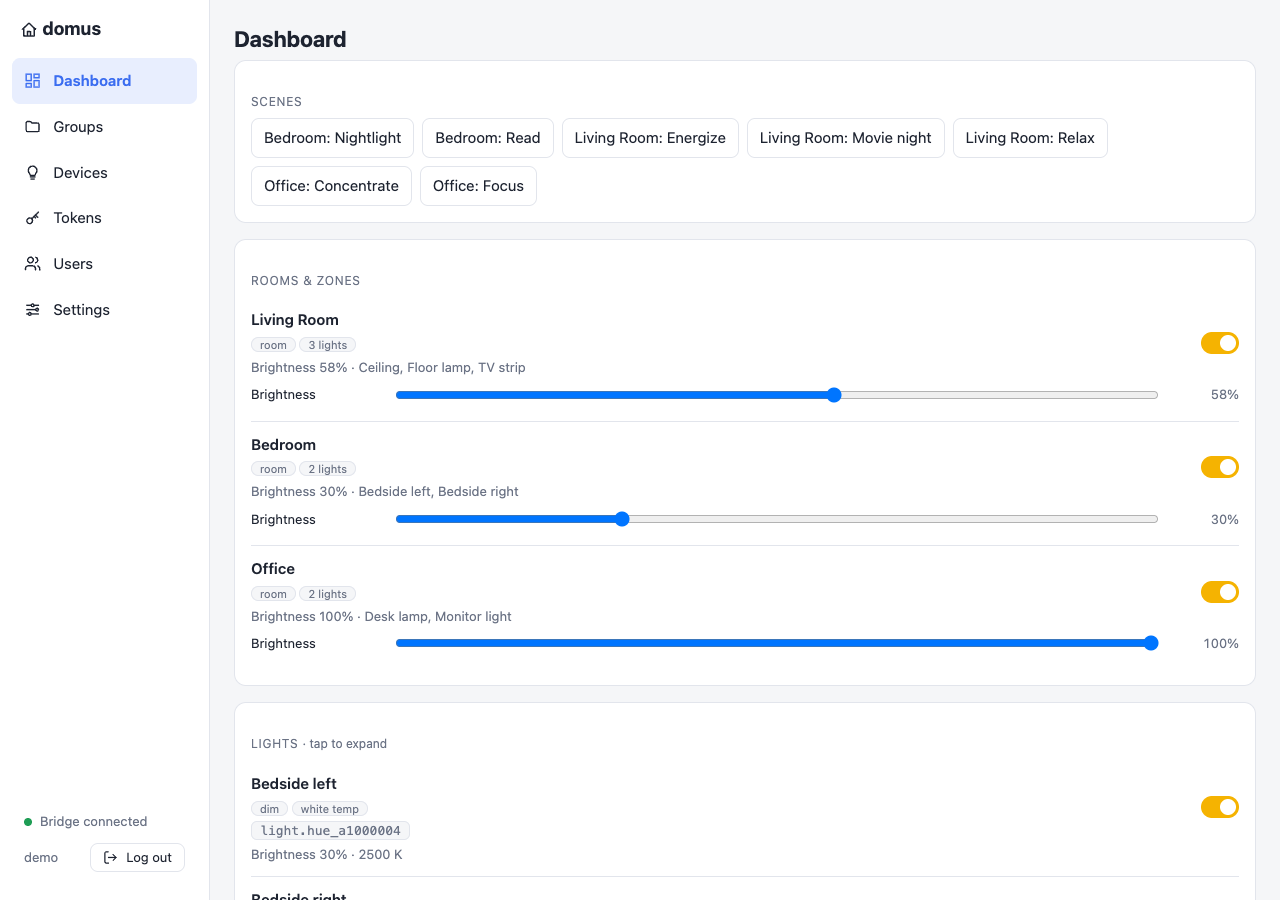 domus
Dashboard
Groups
Devices
Tokens
Users
Settings
Bridge connected
demo
Log out
Dashboard
SCENES
Bedroom: Nightlight
Bedroom: Read
Living Room: Energize
Living Room: Movie night
Living Room: Relax
Office: Concentrate
Office: Focus
ROOMS & ZONES
Living Room
room 3 lights
Brightness 58% · Ceiling, Floor lamp, TV strip
Brightness 58%
Bedroom
room 2 lights
Brightness 30% · Bedside left, Bedside right
Brightness 30%
Office
room 2 lights
Brightness 100% · Desk lamp, Monitor light
Brightness 100%
LIGHTS · tap to expand
Bedside left
dim white temp
light.hue_a1000004
Brightness 30% · 2500 K
Bedside right